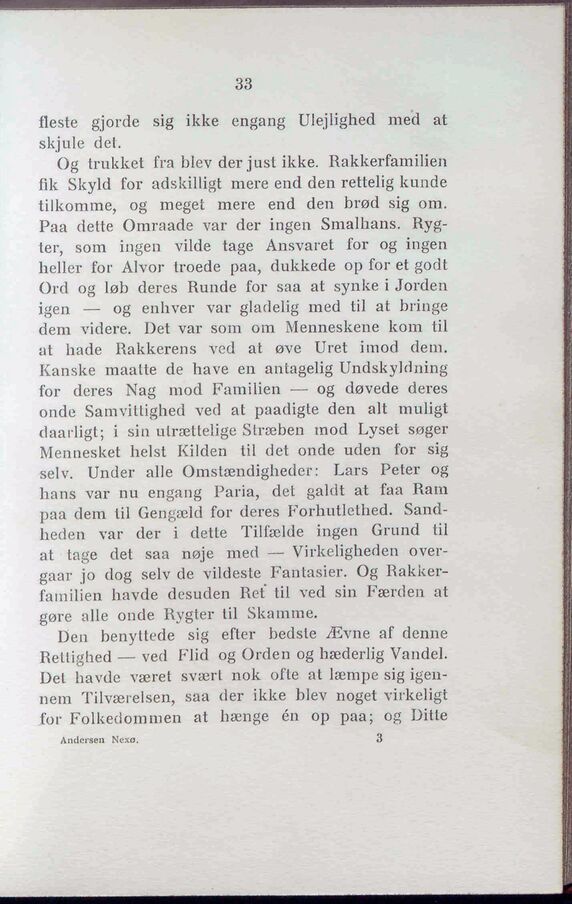 33
fleste gjorde sig ikke engang Ulejlighed med at
skjule det.
Og trukket fra blev der just ikke. Rakkerfamilien
fik Skyld for adskilligt mere end den rettelig kunde
tilkomme, og meget mere end den brød sig om.
Paa dette Omraade var der ingen Smalhans. Ryg-
ter, som ingen vilde tage Ansvaret for og ingen
heller for Alvor troede paa, dukkede op for et godt
Ord og løb deres Runde for saa at synke i Jorden
igen — og enhver var gladelig med til at bringe
dem videre. Det var som om Menneskene kom til
at hade Rakkerens ved at øve Uret imod dem.
Kanske maatte de have en antagelig Undskyldning
for deres Nag mod Familien — og døvede deres
onde Samvittighed ved at paadigte den alt muligt
daarligt; i sin utrættelige Stræben mod Lyset søger
Mennesket helst Kilden til det onde uden for sig
selv. Under alle Omstændigheder: Lars Peter og
hans var nu engang Paria, det galdt at faa Ram
paa dem til Gengæld for deres Forhutlethed. Sand-
heden var der i dette Tilfælde ingen Grund til
at tage det saa nøje med — Virkeligheden over-
gaar jo dog selv de vildeste Fantasier. Og Rakker-
familien havde desuden Ret til ved sin Færden at
gøre alle onde Rygter til Skamme.
Den benyttede sig efter bedste Ævne af denne
Rettighed — ved Flid og Orden og hæderlig Vandel.
Det havde været svært nok ofte at læmpe sig igen-
nem Tilværelsen, saa der ikke blev noget virkeligt
for Folkedommen at hænge én op paa; og Ditte
Andersen Nexø. 3